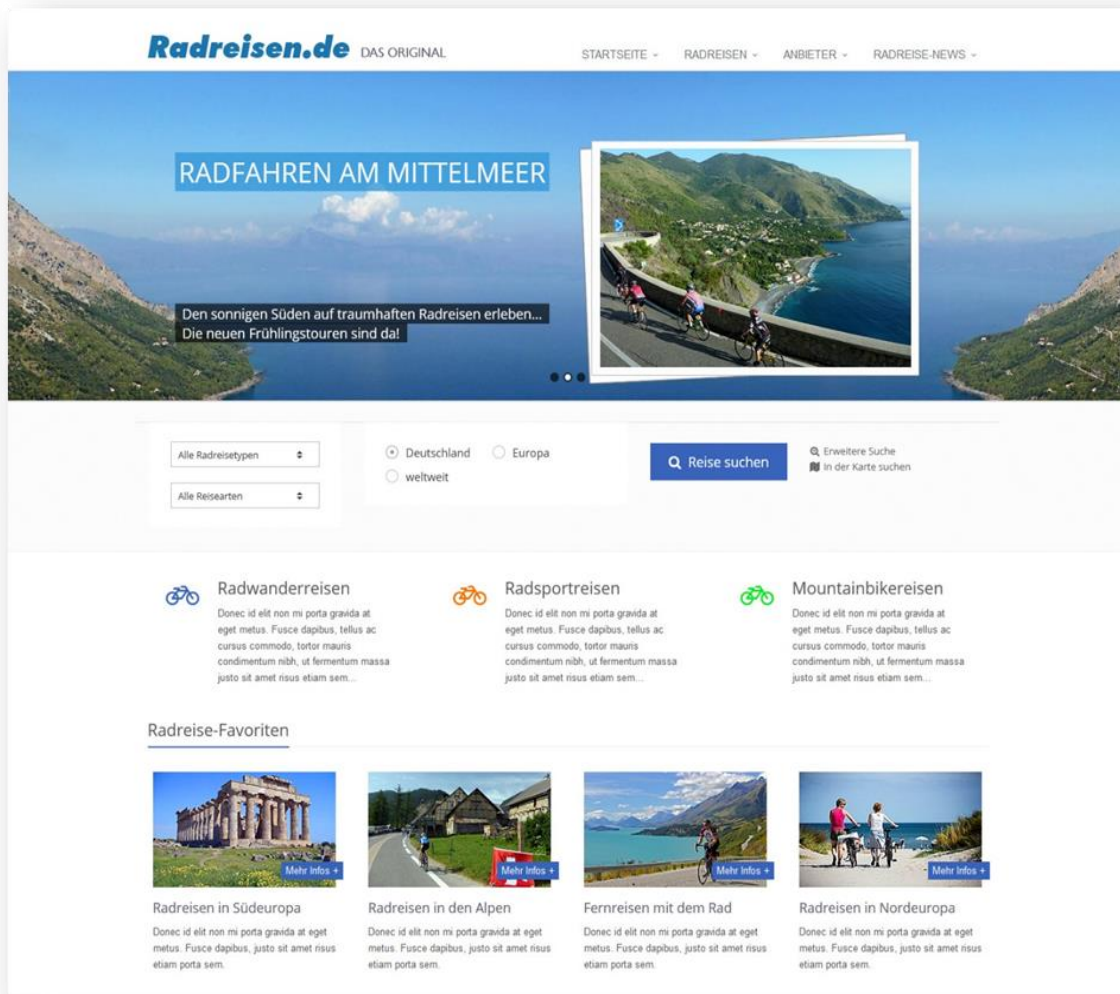 Radreisen.de DAS ORIGINAL
STARTSEITE RADREISEN ANBIETER RADREISE-NEWS
RADFAHREN AM MITTELMEER
Den sonnigen Süden auf traumhaften Radreisen erleben...
Die neuen Frühlingstouren sind da!
Alle Radreisetypen
Alle Reisearten
Deutschland Europa
weltweit
Reise suchen
Erweitere Suche
In der Karte suchen
Radwanderreisen
Donec id elit non mi porta gravida at
eget metus. Fusce dapibus, tellus ac
cursus commodo, tortor mauris
condimentum nibh, ut fermentum massa
justo sit amet risus etiam sem...
Radsportreisen
Donec id elit non mi porta gravida at
eget metus. Fusce dapibus, tellus ac
cursus commodo, tortor mauris
condimentum nibh, ut fermentum massa
justo sit amet risus etiam sem...
Mountainbikereisen
Donec id elit non mi porta gravida at
eget metus. Fusce dapibus, tellus ac
cursus commodo, tortor mauris
condimentum nibh, ut fermentum massa
justo sit amet risus etiam sem...
Radreise-Favoriten
Mehr Infos +
Radreisen in Südeuropa
Donec id elit non mi porta gravida at eget
metus. Fusce dapibus, justo sit amet risus
etiam porta sem.
Mehr Infos +
Radreisen in den Alpen
Donec id elit non mi porta gravida at eget
metus. Fusce dapibus, justo sit amet risus
etiam porta sem.
Mehr Infos +
Fernreisen mit dem Rad
Donec id elit non mi porta gravida at eget
metus. Fusce dapibus, justo sit amet risus
etiam porta sem.
Mehr Infos +
Radreisen in Nordeuropa
Donec id elit non mi porta gravida at eget
metus. Fusce dapibus, justo sit amet risus
etiam porta sem.